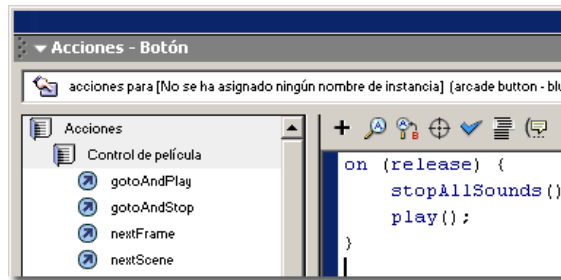 Acciones - Botón
acciones para [No se ha asignado ningún nombre de instancia] (arcade button - blu
Acciones
Control de película
gotoAndPlay
gotoAndStop
nextFrame
nextScene
on (release) {
stopAllSounds()
play();
}